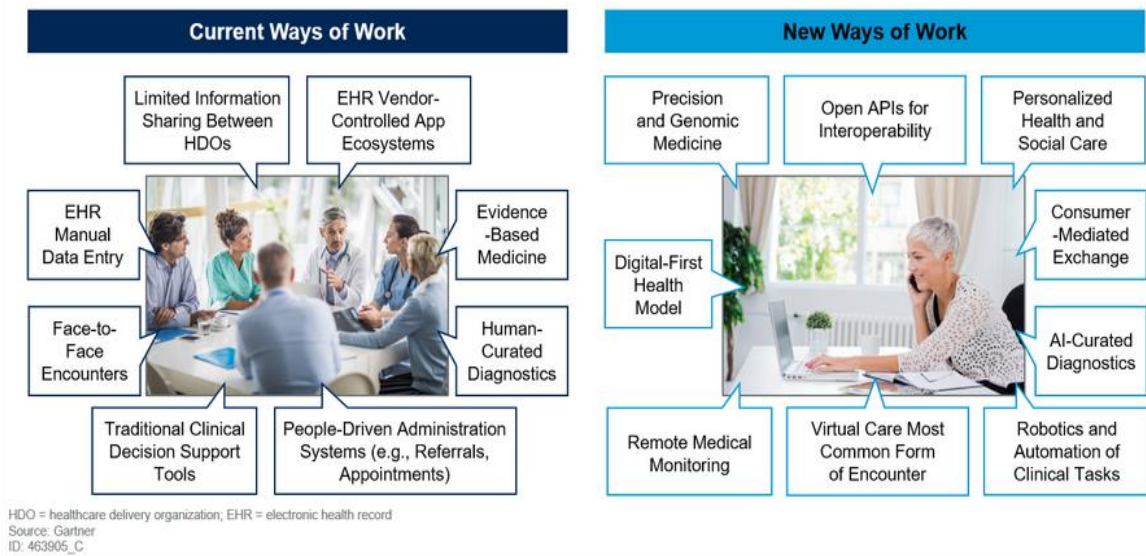 Current Ways of Work
Limited Information
Sharing Between
HDOs
EHR Vendor-
Controlled App
Ecosystems
EHR
Manual
Data Entry
Evidence
-Based
Medicine
Face-to-
Face
Encounters
Human-
Curated
Diagnostics
Traditional Clinical
Decision Support
Tools
People-Driven Administration
Systems (e.g., Referrals,
Appointments)
New Ways of Work
Precision
and Genomic
Medicine
Open APIs for
Interoperability
Personalized
Health and
Social Care
Digital-First
Health
Model
Consumer
-Mediated
Exchange
AI-Curated
Diagnostics
Remote Medical
Monitoring
Virtual Care Most
Common Form
of Encounter
Robotics and
Automation of
Clinical Tasks
HDO = healthcare delivery organization; EHR = electronic health record
Source: Gartner
ID: 463905_C